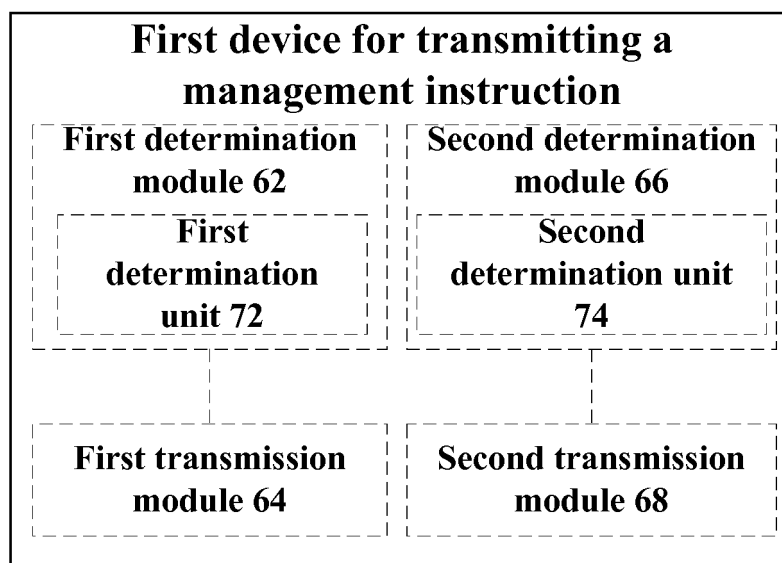 First device for transmitting a
management instruction
First determination
module 62
First
determination
unit 72
Second determination
module 66
Second
determination unit
74
First transmission
module 64
Second transmission
module 68